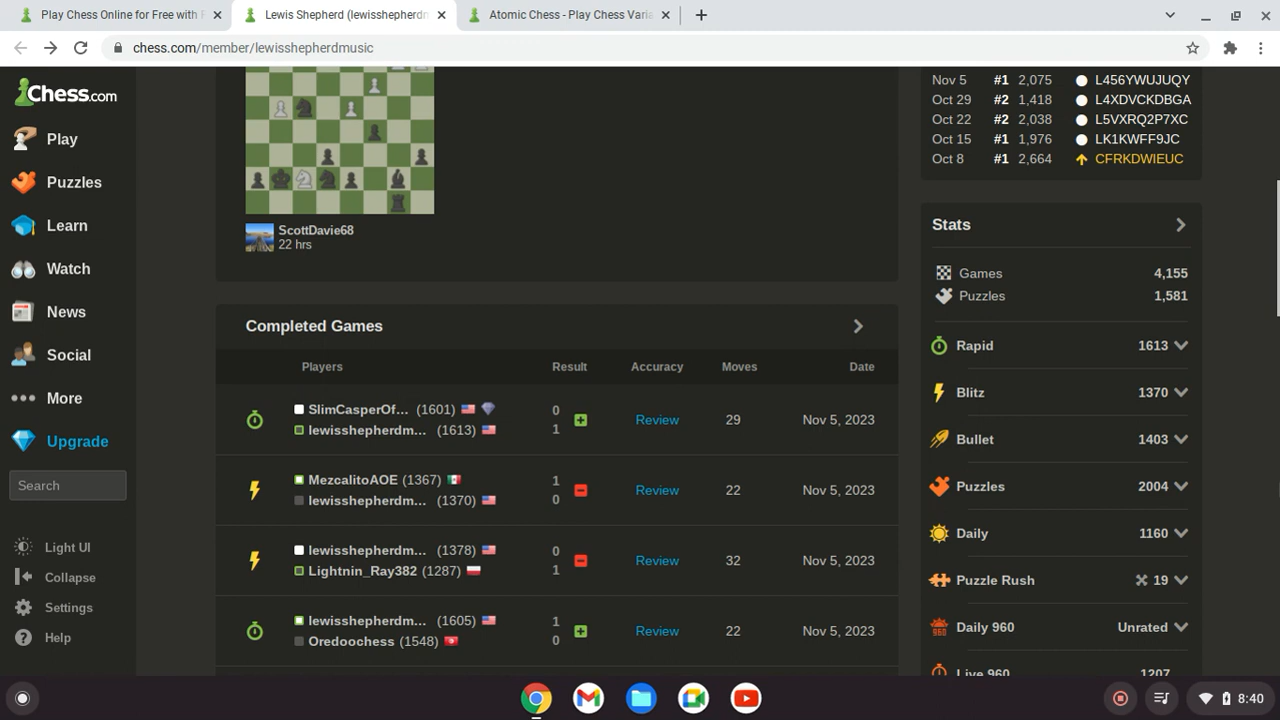 Play Chess Online for Free with F
Lewis Shepherd (lewisshepherdm
Atomic Chess - Play Chess Varia
chess.com/member/lewisshepherdmusic
Chess.com
Play
Puzzles
Learn
Watch
News
Social
More
Upgrade
Search
Light UI
Collapse
Settings
Help
ScottDavie68
22 hrs
Completed Games
Players Result Accuracy Moves Date
SlimCasperOf... (1601) 0
lewisshepherdm... (1613) 1
Review 29 Nov 5, 2023
MezcalitoAOE (1367) 1
lewisshepherdm... (1370) 0
Review 22 Nov 5, 2023
lewisshepherdm... (1378) 0
Lightnin_Ray382 (1287) 1
Review 32 Nov 5, 2023
lewisshepherdm... (1605) 1
Oredoochess (1548) 0
Review 22 Nov 5, 2023
Nov 5 #1 2,075 L456YWUJUQY
Oct 29 #2 1,418 L4XDVCKDBGA
Oct 22 #2 2,038 L5VXRQ2P7XC
Oct 15 #1 1,976 LK1KWFF9JC
Oct 8 #1 2,664 CFRKDWIEUC
Stats
Games 4,155
Puzzles 1,581
Rapid 1613
Blitz 1370
Bullet 1403
Puzzles 2004
Daily 1160
Puzzle Rush 19
Daily 960 Unrated
Live 960 1207
8:40